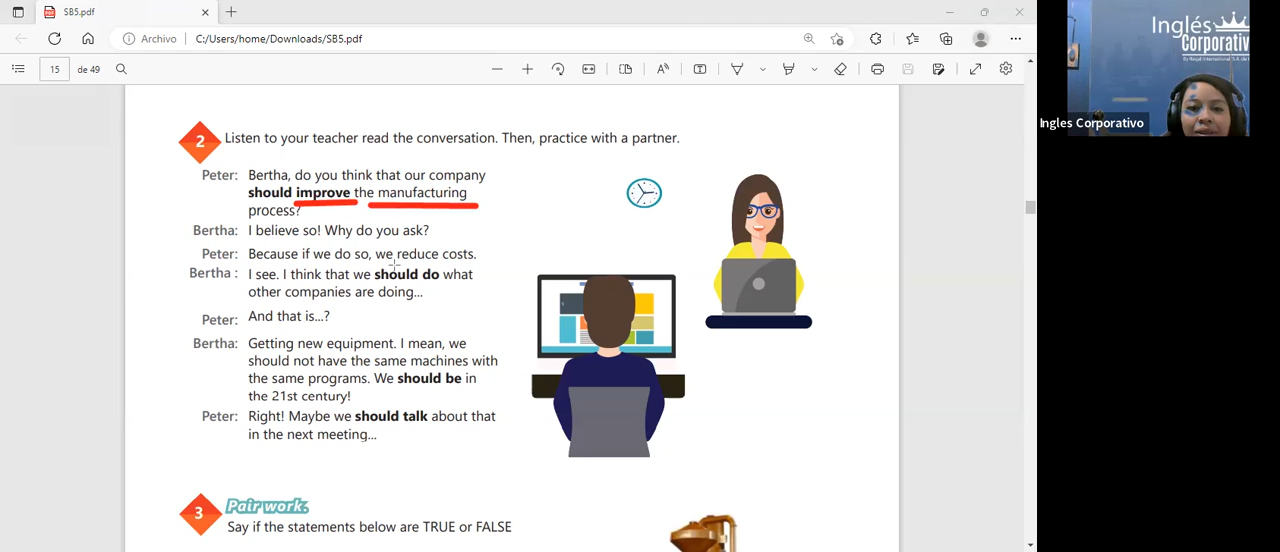 SB5.pdf
Archivo
C:/Users/home/Downloads/SB5.pdf
15
de 49
2
Listen to your teacher read the conversation. Then, practice with a partner.
Peter: Bertha, do you think that our company
should improve the manufacturing
process?
Bertha: I believe so! Why do you ask?
Peter: Because if we do so, we reduce costs.
Bertha : I see. I think that we should do what
other companies are doing...
Peter: And that is...?
Bertha: Getting new equipment. I mean, we
should not have the same machines with
the same programs. We should be in
the 21st century!
Peter: Right! Maybe we should talk about that
in the next meeting...
3
Pair work.
Say if the statements below are TRUE or FALSE
Inglés
Corporativo
Ingles Corporativo